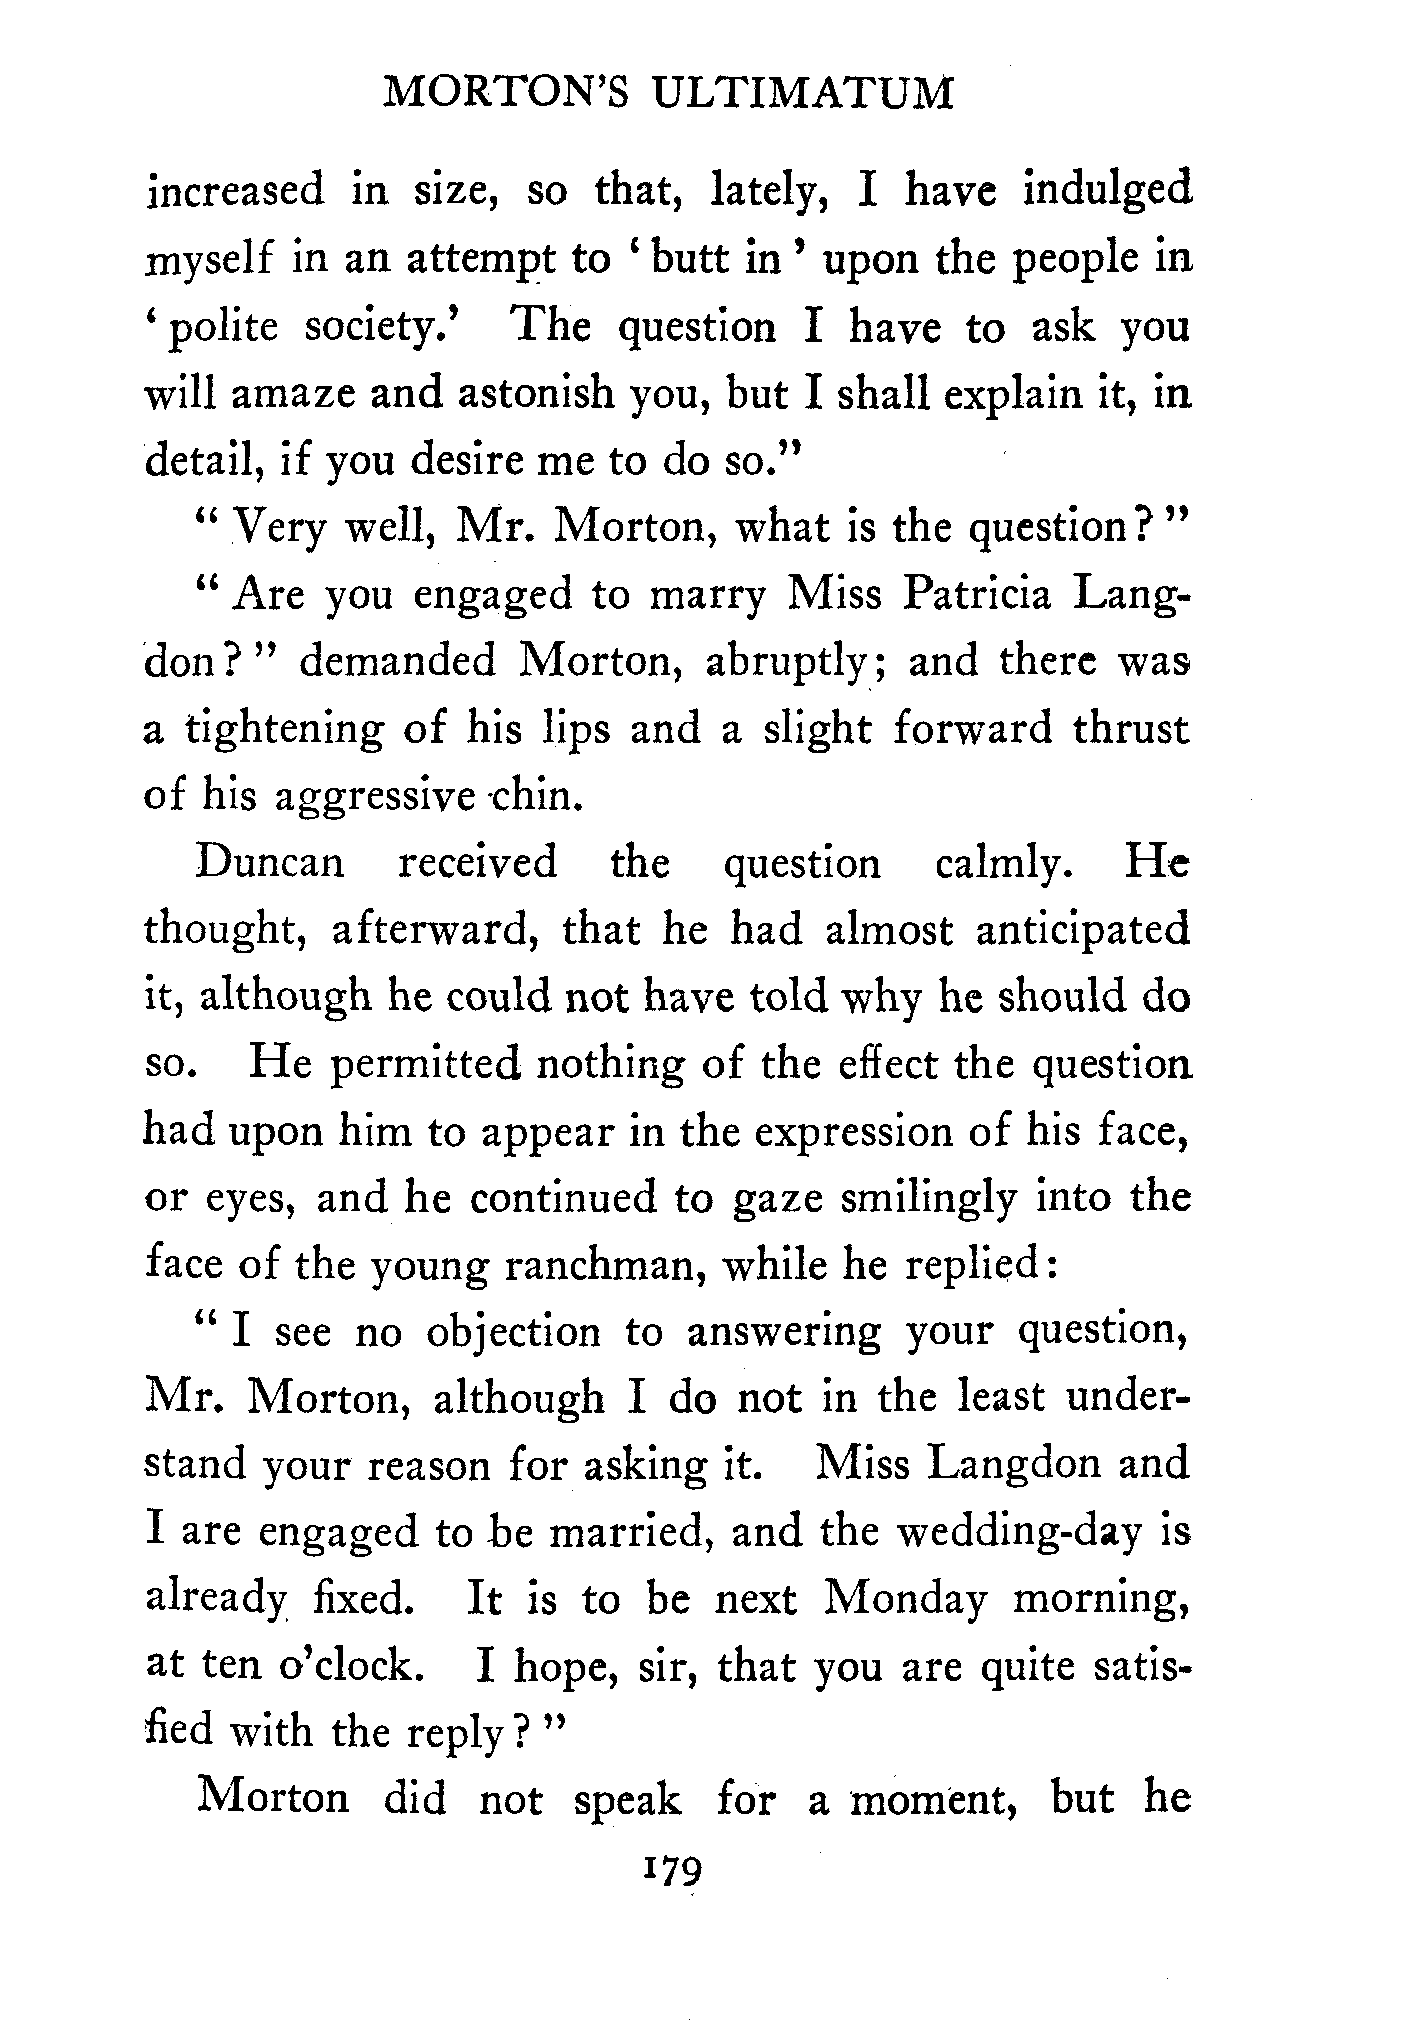 MORTON'S ULTIMATUM
increased in size, so that, lately, I have indulged
myself in an attempt to ‘ butt in ’ upon the people in
‘ polite society.’ The question I have to ask you
will amaze and astonish you, but I shall explain it, in
detail, if you desire me to do so.”
“ Very well, Mr. Morton, what is the question? ”
“ Are you engaged to marry Miss Patricia Lang-
don? ” demanded Morton, abruptly; and there was
a tightening of his lips and a slight forward thrust
of his aggressive chin.
Duncan received the question calmly. He
thought, afterward, that he had almost anticipated
it, although he could not have told why he should do
so. He permitted nothing of the effect the question
had upon him to appear in the expression of his face,
or eyes, and he continued to gaze smilingly into the
face of the young ranchman, while he replied:
“ I see no objection to answering your question,
Mr. Morton, although I do not in the least under-
stand your reason for asking it. Miss Langdon and
I are engaged to be married, and the wedding-day is
already fixed. It is to be next Monday morning,
at ten o'clock. I hope, sir, that you are quite satis-
fied with the reply? ”
Morton did not speak for a moment, but he
179